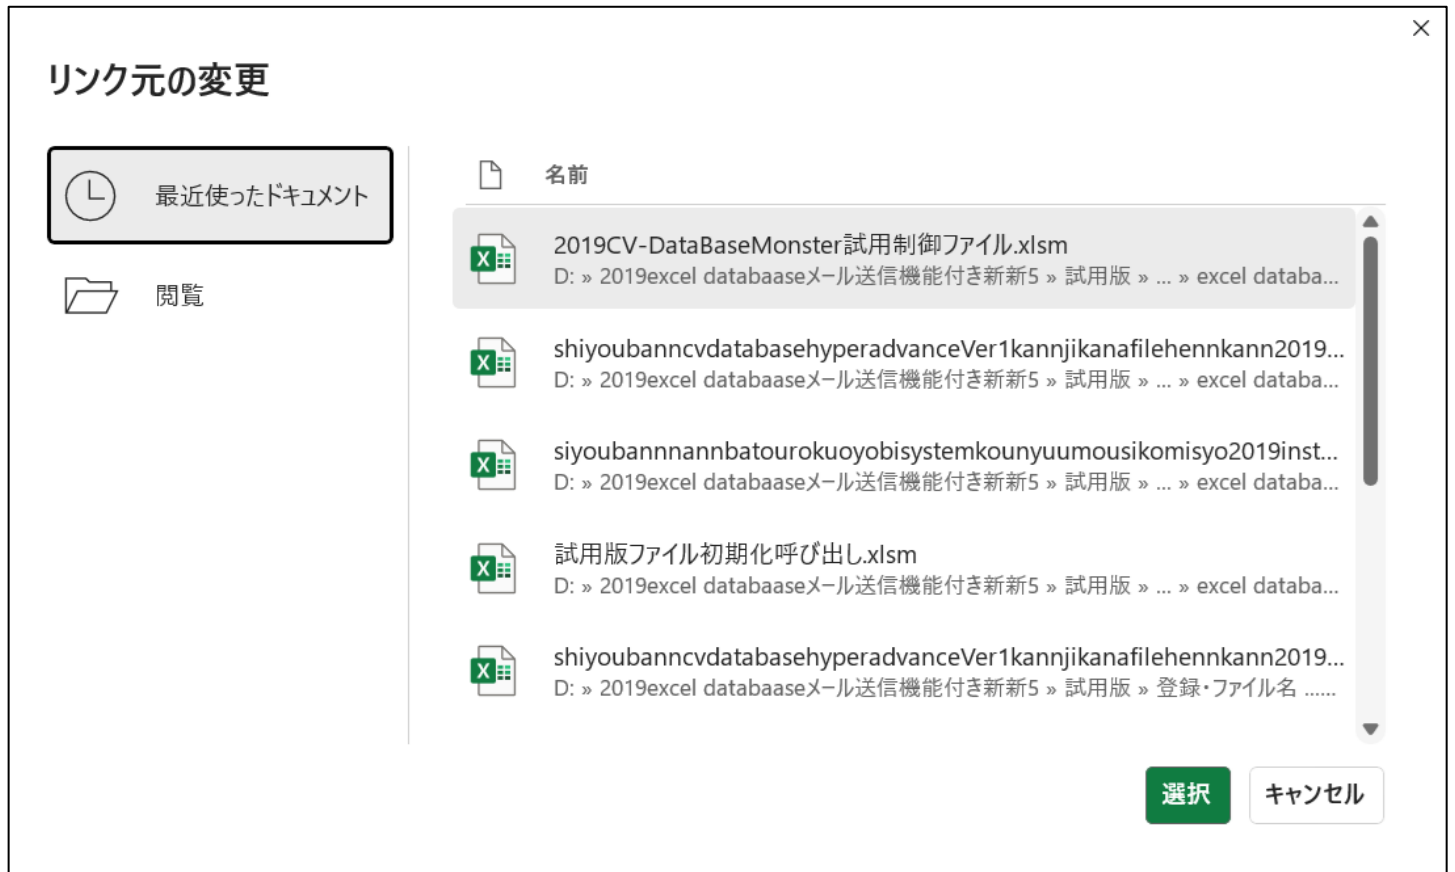 リンク元の変更
最近使ったドキュメント
閲覧
名前
2019CV-DataBaseMonster試用制御ファイル.xlsm
D: » 2019excel databaaseメール送信機能付き新新5 » 試用版 » ... » excel databa...
shiyoubanncvdatabasehyperadvanceVer1kannjikanafilehennkann2019...
D: » 2019excel databaaseメール送信機能付き新新5 » 試用版 » ... » excel databa...
siyoubannnannbatourokuoyobisystemkounyuumousikomisyo2019inst...
D: » 2019excel databaaseメール送信機能付き新新5 » 試用版 » ... » excel databa...
試用版ファイル初期化呼び出し.xlsm
D: » 2019excel databaaseメール送信機能付き新新5 » 試用版 » ... » excel databa...
shiyoubanncvdatabasehyperadvanceVer1kannjikanafilehennkann2019...
D: » 2019excel databaaseメール送信機能付き新新5 » 試用版 » 登録・ファイル名 ......
選択
キャンセル